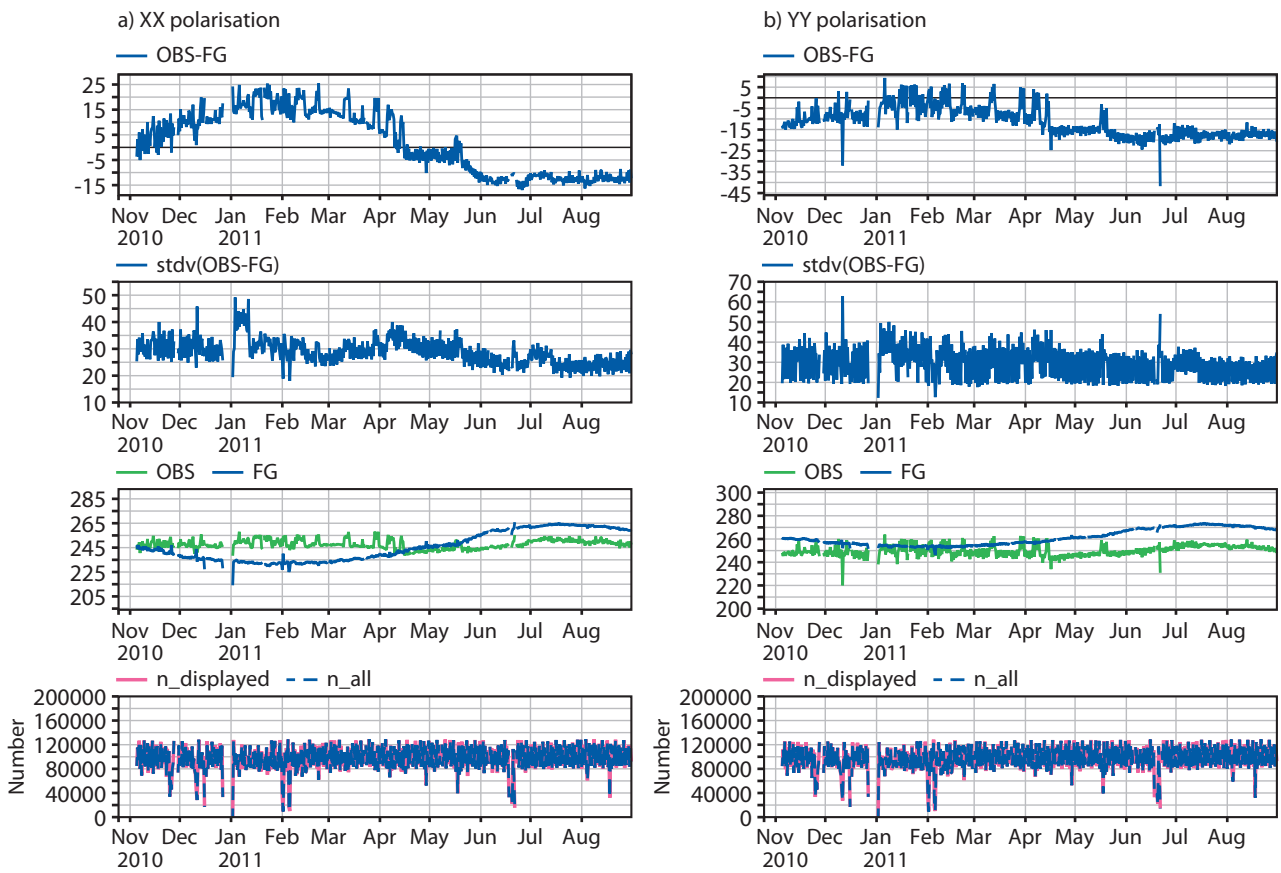 a) XX polarisation
OBS-FG
25
15
5
-5
-15
Nov Dec Jan Feb Mar Apr May Jun Jul Aug
2010 2011
stdv(OBS-FG)
50
40
30
20
10
Nov Dec Jan Feb Mar Apr May Jun Jul Aug
2010 2011
OBS FG
285
265
245
225
205
Nov Dec Jan Feb Mar Apr May Jun Jul Aug
2010 2011
n_displayed n_all
Number
200000
160000
120000
80000
40000
0
Nov Dec Jan Feb Mar Apr May Jun Jul Aug
2010 2011
b) YY polarisation
OBS-FG
5
-5
-15
-25
-35
-45
Nov Dec Jan Feb Mar Apr May Jun Jul Aug
2010 2011
stdv(OBS-FG)
70
60
50
40
30
20
10
Nov Dec Jan Feb Mar Apr May Jun Jul Aug
2010 2011
OBS FG
300
280
260
240
220
200
Nov Dec Jan Feb Mar Apr May Jun Jul Aug
2010 2011
n_displayed n_all
Number
200000
160000
120000
80000
40000
0
Nov Dec Jan Feb Mar Apr May Jun Jul Aug
2010 2011